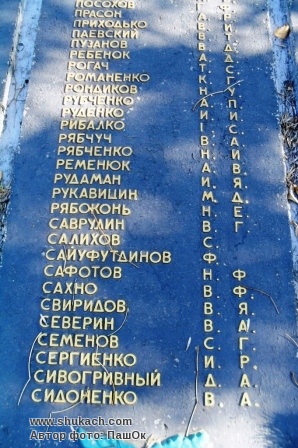 ПОСОХОВ
ПРАСОН
ПРИХОДЬКО
ПАЕВСКИЙ
ПУЗАНОВ
РЕБЕНОК
РОГАЧ Т С
РОМАНЕНКО К Г
РОНДИКОВ Н У
РУБЧЕНКО А П
РУДЕНКО И И
РИБАЛКО І С
РЯБЧУЧ В А
РЯБЧЕНКО Н И
РЕМЕНЮК А В
РУДАМАН И. Я
РУКАВИЦИН М. Д
РЯБОКОНЬ Н. Е
САВРУЛИН В. Г
САЛИХОВ С.
САЙУФУТДИНОВ Ф.
САФОТОВ Н. Ф.
САХНО В. Ф.
СВИРИДОВ В. Я.
СЕВЕРИН В. Д.
СЕМЕНОВ С. Г.
СЕРГИЕНКО И. Р.
СИВОГРИВНЫЙ Д. А.
СИДОНЕНКО В. А.
www.shukach.com
Автор фото: ПашОк